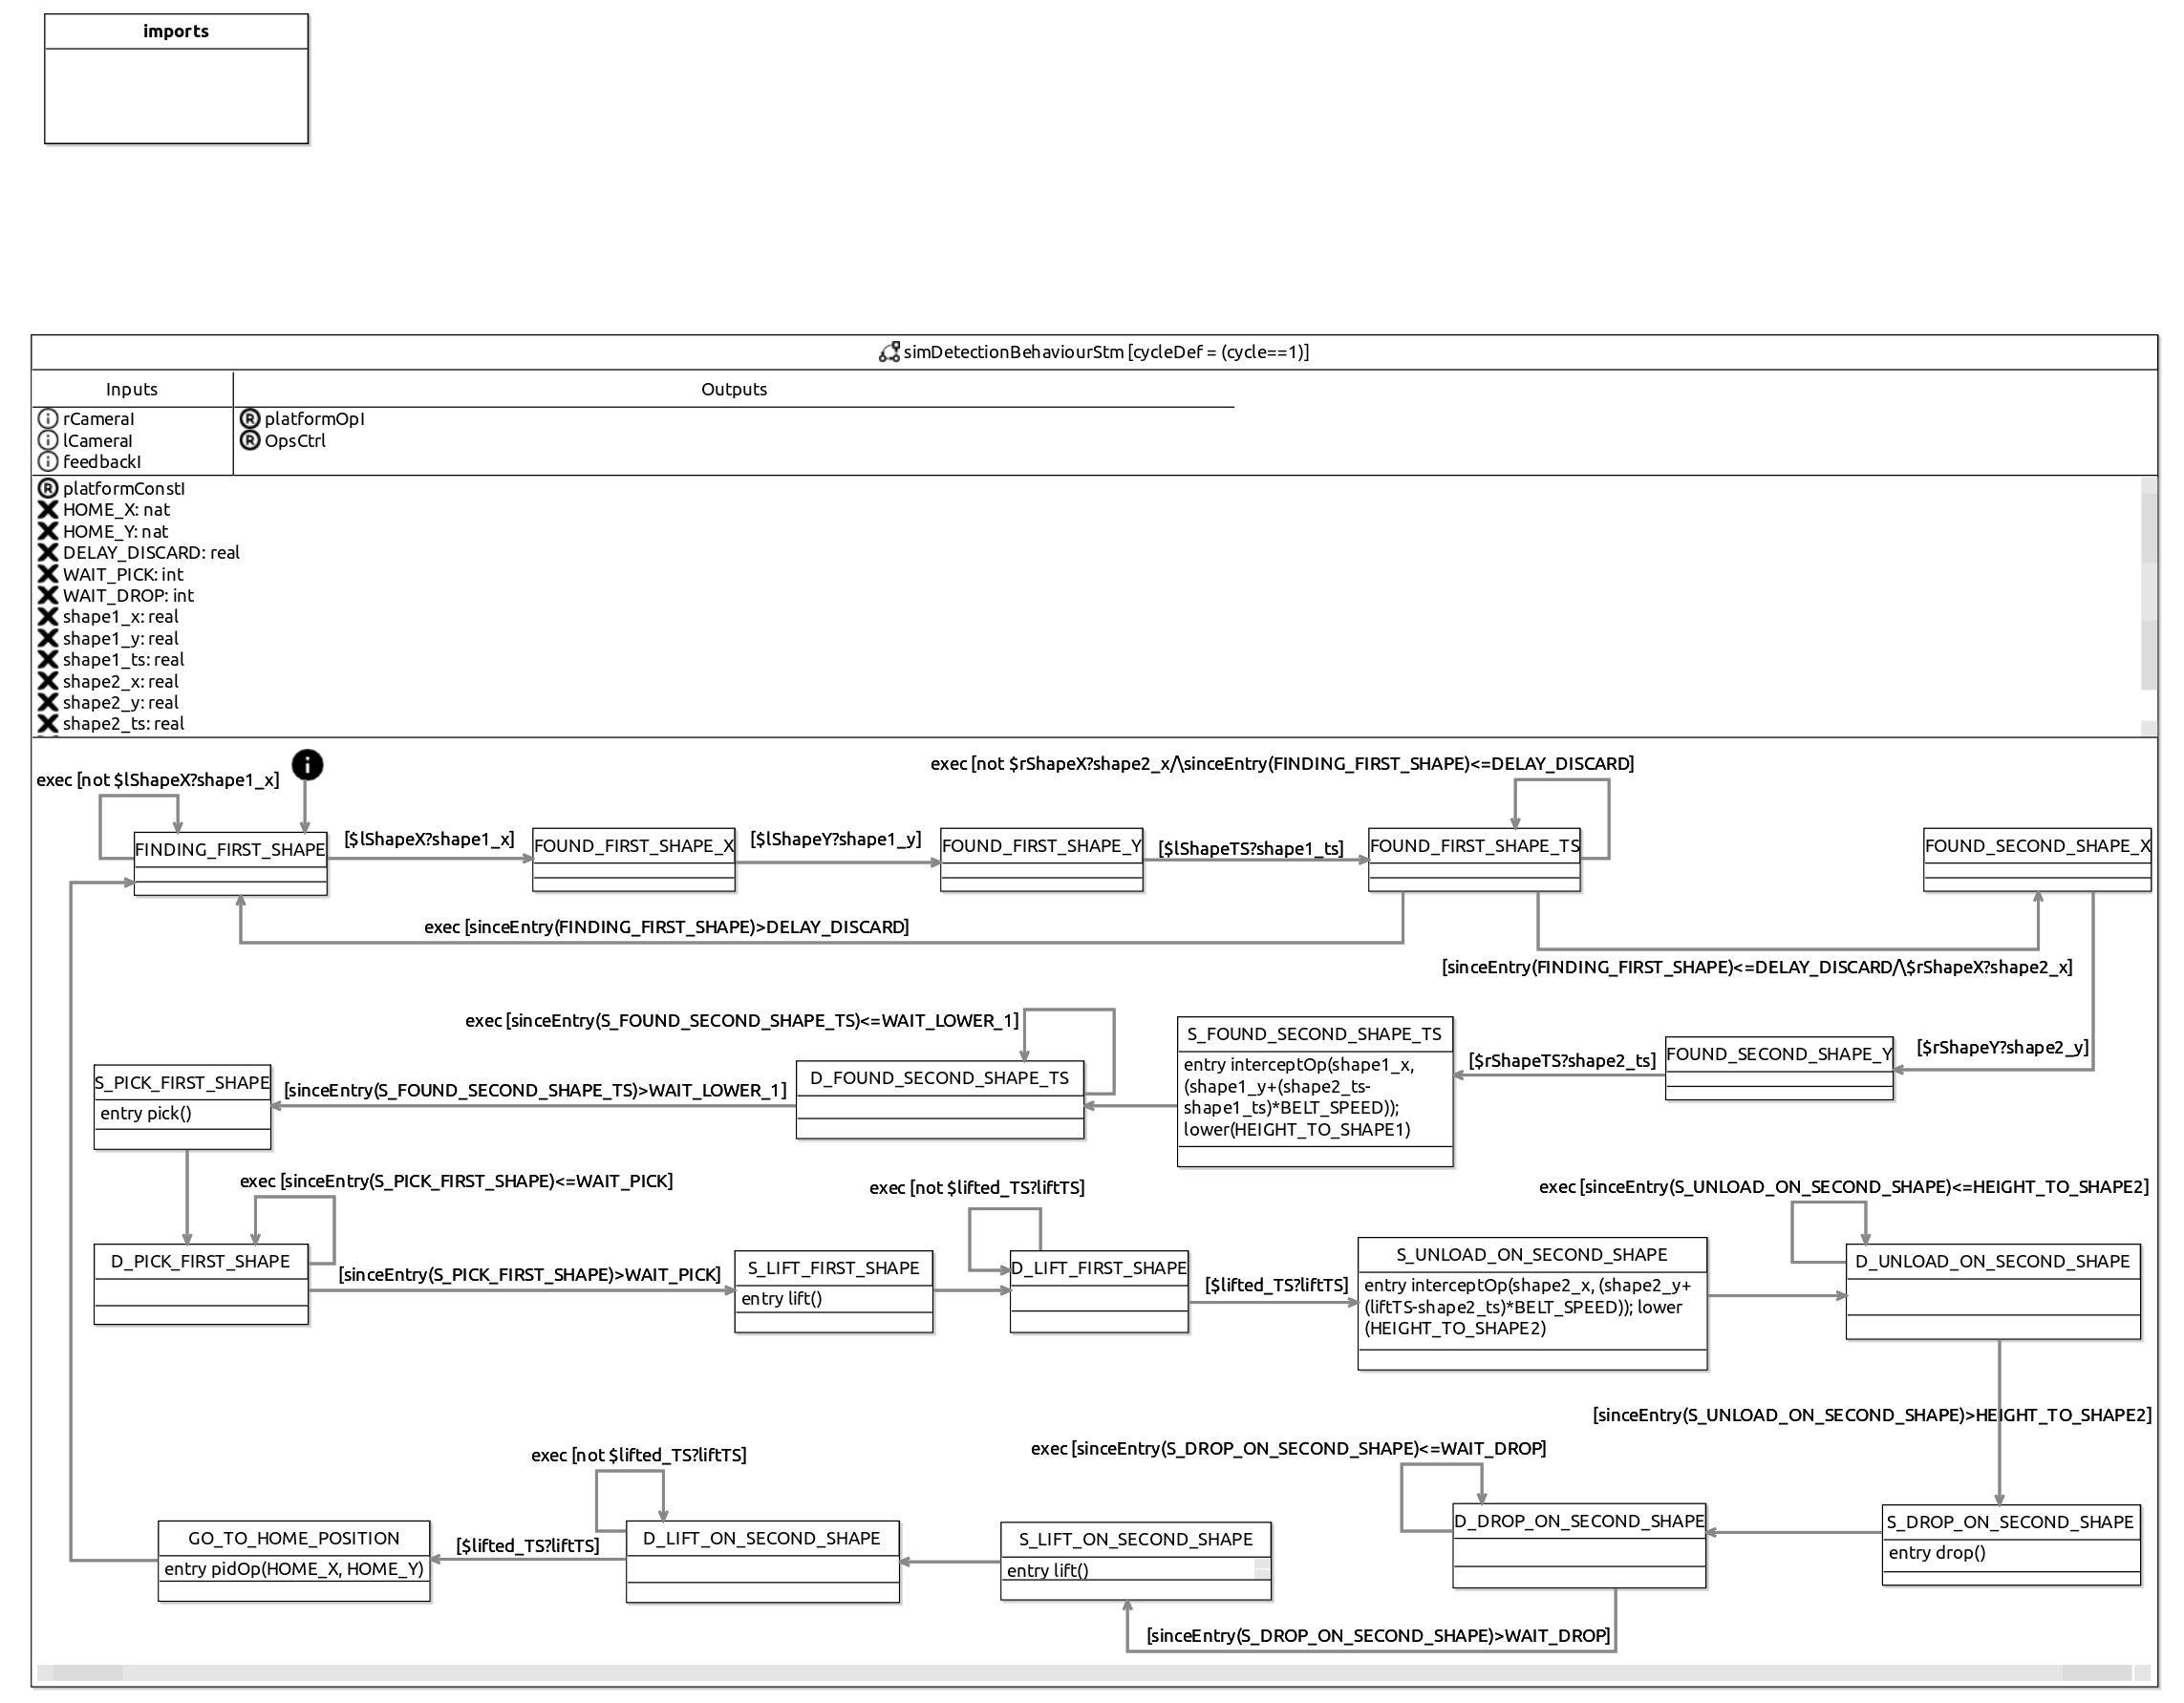 imports
simDetectionBehaviourStm [cycleDef = (cycle==1)]
Inputs
Outputs
rCameraI
lCameraI
feedbackI
platformOpI
OpsCtrl
platformConstI
HOME_X: nat
HOME_Y: nat
DELAY_DISCARD: real
WAIT_PICK: int
WAIT_DROP: int
shape1_x: real
shape1_y: real
shape1_ts: real
shape2_x: real
shape2_y: real
shape2_ts: real
i
exec [not $lShapeX?shape1_x]
exec [not $rShapeX?shape2_x/\sinceEntry(FINDING_FIRST_SHAPE)<=DELAY_DISCARD]
FINDING_FIRST_SHAPE
[$lShapeX?shape1_x]
FOUND_FIRST_SHAPE_X
[$lShapeY?shape1_y]
FOUND_FIRST_SHAPE_Y
[$lShapeTS?shape1_ts]
FOUND_FIRST_SHAPE_TS
FOUND_SECOND_SHAPE_X
exec [sinceEntry(FINDING_FIRST_SHAPE)>DELAY_DISCARD]
[sinceEntry(FINDING_FIRST_SHAPE)<=DELAY_DISCARD/\$rShapeX?shape2_x]
exec [sinceEntry(S_FOUND_SECOND_SHAPE_TS)<=WAIT_LOWER_1]
S_FOUND_SECOND_SHAPE_TS
entry interceptOp(shape1_x,
(shape1_y+(shape2_ts-
shape1_ts)*BELT_SPEED));
lower(HEIGHT_TO_SHAPE1)
[$rShapeTS?shape2_ts]
FOUND_SECOND_SHAPE_Y
[$rShapeY?shape2_y]
S_PICK_FIRST_SHAPE
entry pick()
[sinceEntry(S_FOUND_SECOND_SHAPE_TS)>WAIT_LOWER_1]
D_FOUND_SECOND_SHAPE_TS
exec [sinceEntry(S_PICK_FIRST_SHAPE)<=WAIT_PICK]
exec [not $lifted_TS?liftTS]
exec [sinceEntry(S_UNLOAD_ON_SECOND_SHAPE)<=HEIGHT_TO_SHAPE2]
D_PICK_FIRST_SHAPE
[sinceEntry(S_PICK_FIRST_SHAPE)>WAIT_PICK]
S_LIFT_FIRST_SHAPE
entry lift()
D_LIFT_FIRST_SHAPE
[$lifted_TS?liftTS]
S_UNLOAD_ON_SECOND_SHAPE
entry interceptOp(shape2_x, (shape2_y+
(liftTS-shape2_ts)*BELT_SPEED)); lower
(HEIGHT_TO_SHAPE2)
D_UNLOAD_ON_SECOND_SHAPE
[sinceEntry(S_UNLOAD_ON_SECOND_SHAPE)>HEIGHT_TO_SHAPE2]
exec [not $lifted_TS?liftTS]
exec [sinceEntry(S_DROP_ON_SECOND_SHAPE)<=WAIT_DROP]
GO_TO_HOME_POSITION
entry pidOp(HOME_X, HOME_Y)
[$lifted_TS?liftTS]
D_LIFT_ON_SECOND_SHAPE
S_LIFT_ON_SECOND_SHAPE
entry lift()
D_DROP_ON_SECOND_SHAPE
S_DROP_ON_SECOND_SHAPE
entry drop()
[sinceEntry(S_DROP_ON_SECOND_SHAPE)>WAIT_DROP]